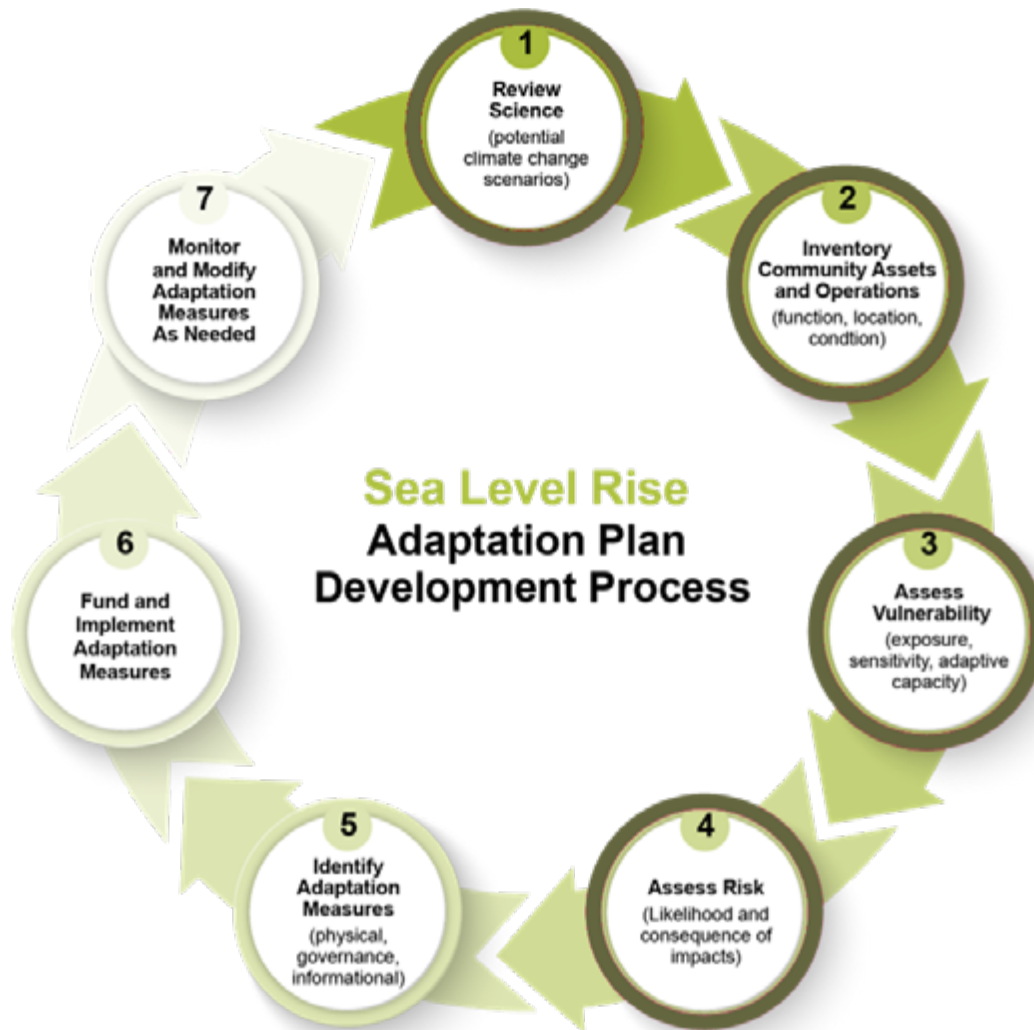 1
Review
Science
(potential
climate change
scenarios)
2
Inventory
Community Assets
and Operations
(function, location,
condtion)
3
Assess
Vulnerability
(exposure,
sensitivity, adaptive
capacity)
4
Assess Risk
(Likelihood and
consequence of
impacts)
5
Identify
Adaptation
Measures
(physical,
governance,
informational)
6
Fund and
Implement
Adaptation
Measures
7
Monitor
and Modify
Adaptation
Measures
As Needed
Sea Level Rise
Adaptation Plan
Development Process